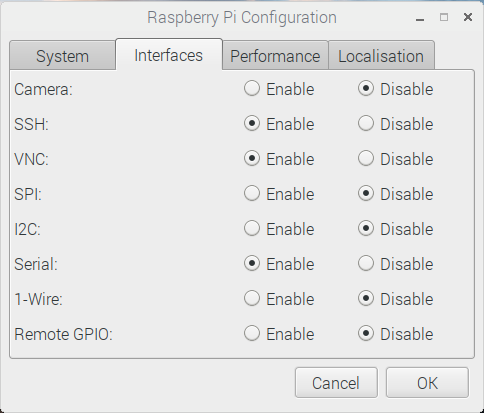 Raspberry Pi Configuration
System Interfaces Performance Localisation
Camera: Enable Disable
SSH: Enable Disable
VNC: Enable Disable
SPI: Enable Disable
I2C: Enable Disable
Serial: Enable Disable
1-Wire: Enable Disable
Remote GPIO: Enable Disable
Cancel OK